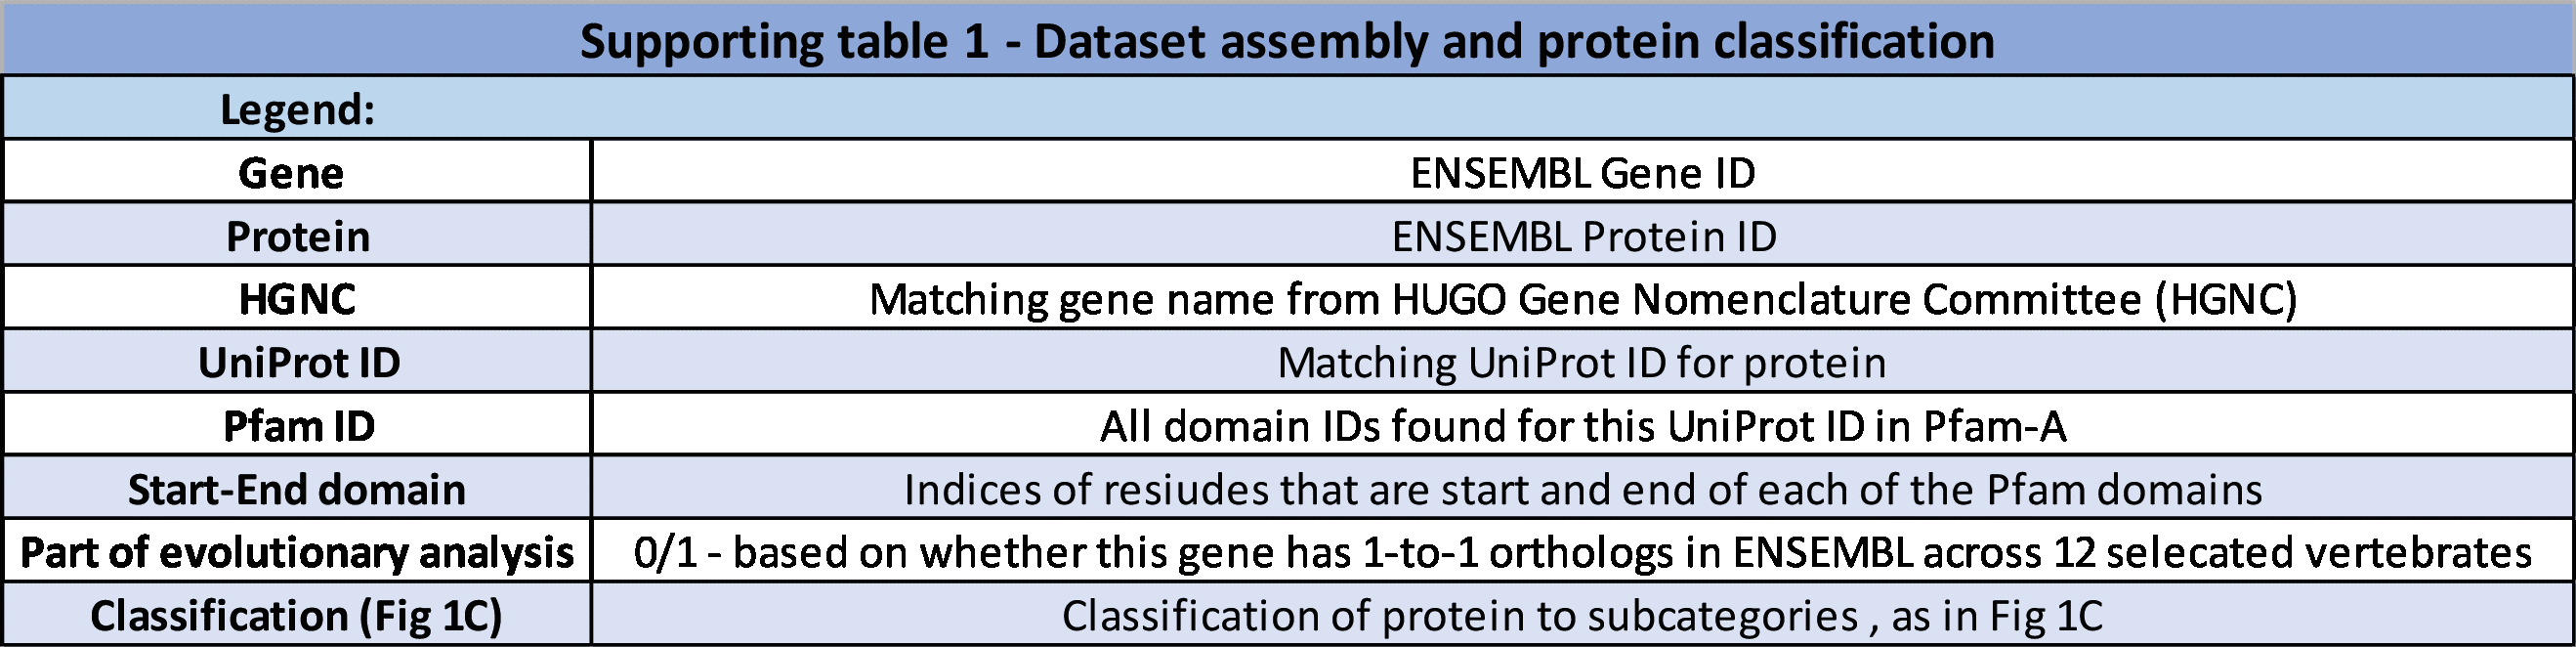 Supporting table 1 - Dataset assembly and protein classification
Legend:
Gene ENSEMBL Gene ID
Protein ENSEMBL Protein ID
HGNC Matching gene name from HUGO Gene Nomenclature Committee (HGNC)
UniProt ID Matching UniProt ID for protein
Pfam ID All domain IDs found for this UniProt ID in Pfam-A
Start-End domain Indices of resiudes that are start and end of each of the Pfam domains
Part of evolutionary analysis 0/1 - based on whether this gene has 1-to-1 orthologs in ENSEMBL across 12 selecated vertebrates
Classification (Fig 1C) Classification of protein to subcategories , as in Fig 1C